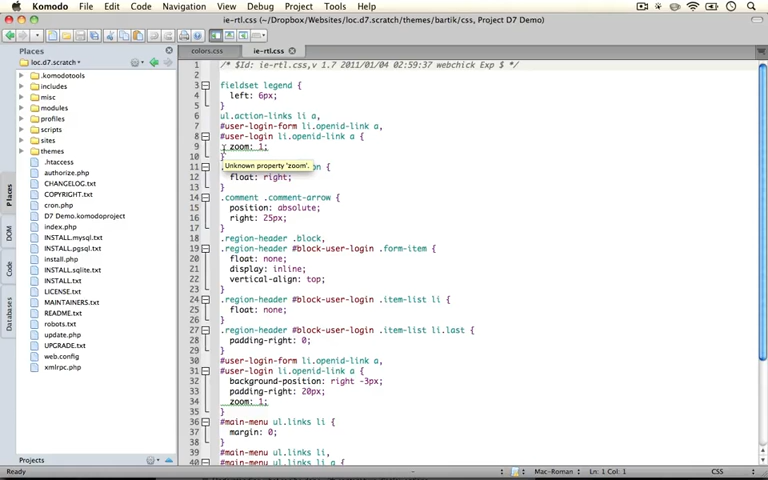 Komodo File Edit Code Navigation View Debug Project Tools Help
ie-rtl.css (~/Dropbox/Websites/loc.d7.scratch/themes/bartik/css, Project D7 Demo)
Places
colors.css
ie-rtl.css
loc.d7.scratch
.komodotools
includes
misc
modules
profiles
scripts
sites
themes
.htaccess
authorize.php
CHANGELOG.txt
COPYRIGHT.txt
cron.php
D7 Demo.komodoproject
index.php
INSTALL.mysql.txt
INSTALL.pgsql.txt
install.php
INSTALL.sqlite.txt
INSTALL.txt
LICENSE.txt
MAINTAINERS.txt
README.txt
robots.txt
update.php
UPGRADE.txt
web.config
xmlrpc.php
Places
DOM
Code
Databases
1 /* $Id: ie-rtl.css,v 1.7 2011/01/04 02:59:37 webchick Exp $ */
2
3 fieldset legend {
4 left: 6px;
5 }
6 ul.action-links li a,
7 #user-login-form li.openid-link a,
8 #user-login li.openid-link a {
9 zoom: 1;
10 }
Unknown property 'zoom'.
11 {
12 float: right;
13 }
14 .comment .comment-arrow {
15 position: absolute;
16 right: 25px;
17 }
18 .region-header .block,
19 .region-header #block-user-login .form-item {
20 float: none;
21 display: inline;
22 vertical-align: top;
23 }
24 .region-header #block-user-login .item-list li {
25 float: none;
26 }
27 .region-header #block-user-login .item-list li.last {
28 padding-right: 0;
29 }
30 #user-login-form li.openid-link a,
31 #user-login li.openid-link a {
32 background-position: right -3px;
33 padding-right: 20px;
34 zoom: 1;
35 }
36 #main-menu ul.links li {
37 margin: 0;
38 }
39 #main-menu ul.links li,
40 #main-menu ul.links li a {
Projects
Ready
Mac-Roman
Ln: 1 Col: 1
CSS